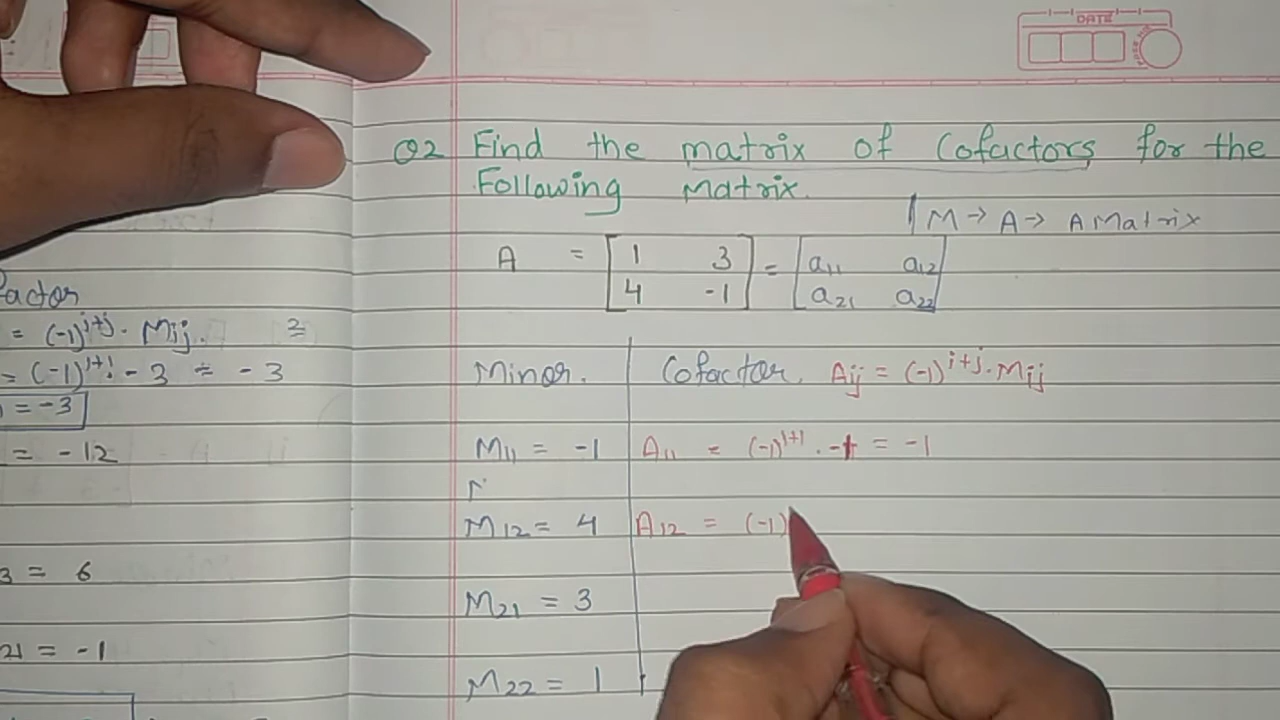 DATE
Q2 Find the matrix of Cofactors for the
Following Matrix.
M → A → A Matrix
A = [1 3 4 -1] = [a₁₁ a₁₂ a₂₁ a₂₂]
Minor. Cofactor. Aij = (-1)^i+j . Mij
M₁₁ = -1 A₁₁ = (-1)^1+1 . -1 = -1
M₁₂ = 4 A₁₂ = (-1)
M₂₁ = 3
M₂₂ = 1
factor
= (-1)^i+j . Mij.
= (-1)^1+1 - 3 = -3
= -3
= -12
3 = 6
21 = -1